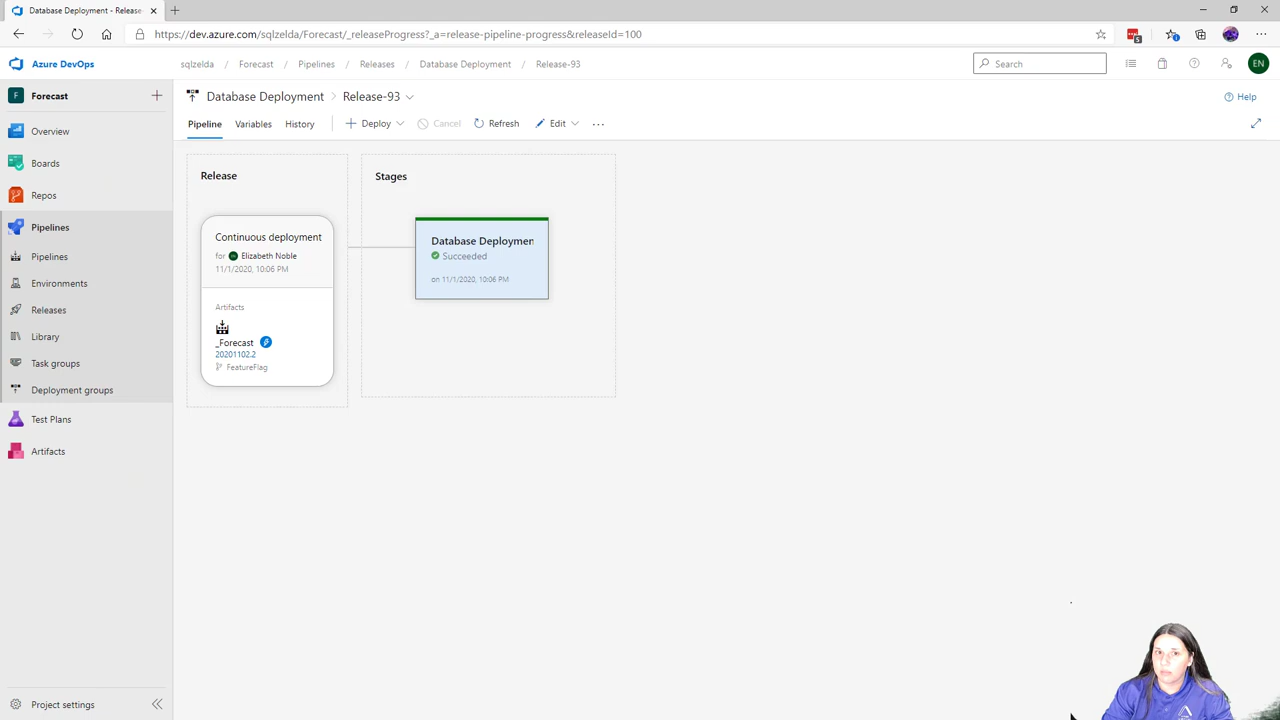 Database Deployment - Releas
https://dev.azure.com/sqlzelda/Forecast/_releaseProgress?_a=release-pipeline-progress&releaseId=100
5
Azure DevOps
sqlzelda / Forecast / Pipelines / Releases / Database Deployment / Release-93
Search
EN
F Forecast
Database Deployment > Release-93
Help
Pipeline Variables History Deploy Cancel Refresh Edit ...
Overview
Boards
Repos
Pipelines
Pipelines
Environments
Releases
Library
Task groups
Deployment groups
Test Plans
Artifacts
Project settings
Release
Continuous deployment
for EN Elizabeth Noble
11/1/2020, 10:06 PM
Artifacts
_Forecast
20201102.2
FeatureFlag
Stages
Database Deploymen
Succeeded
on 11/1/2020, 10:06 PM